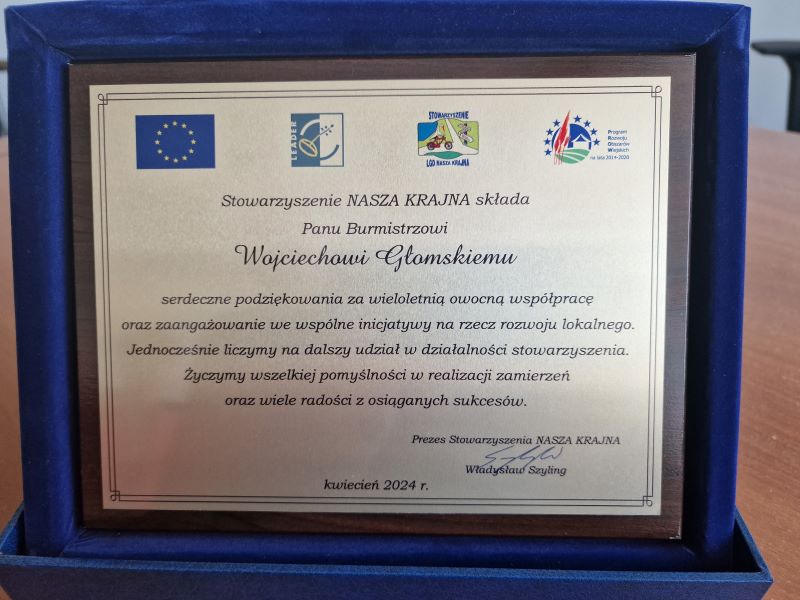 LEADER
STOWARZYSZENIE
LGD NASZA KRAJNA
Program
Rozwoju
Obszarów
Wiejskich
na lata 2014-2020
Stowarzyszenie NASZA KRAJNA składa
Panu Burmistrzowi
Wojciechowi Głomskiemu
serdeczne podziękowania za wieloletnią owocną współpracę
oraz zaangażowanie we wspólne inicjatywy na rzecz rozwoju lokalnego.
Jednocześnie liczymy na dalszy udział w działalności stowarzyszenia.
Życzymy wszelkiej pomyślności w realizacji zamierzeń
oraz wiele radości z osiąganych sukcesów.
Prezes Stowarzyszenia NASZA KRAJNA
Władysław Szyling
kwiecień 2024 r.